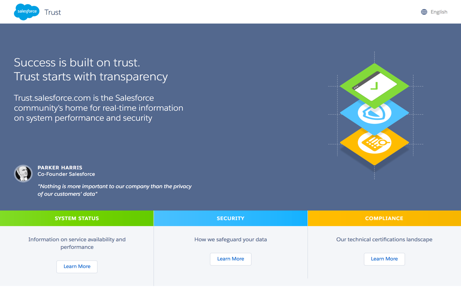 salesforce
Trust
English
Success is built on trust.
Trust starts with transparency
Trust.salesforce.com is the Salesforce
community's home for real-time information
on system performance and security
PARKER HARRIS
Co-Founder Salesforce
"Nothing is more important to our company than the privacy
of our customers' data"
SYSTEM STATUS
Information on service availability and
performance
Learn More
SECURITY
How we safeguard your data
Learn More
COMPLIANCE
Our technical certifications landscape
Learn More